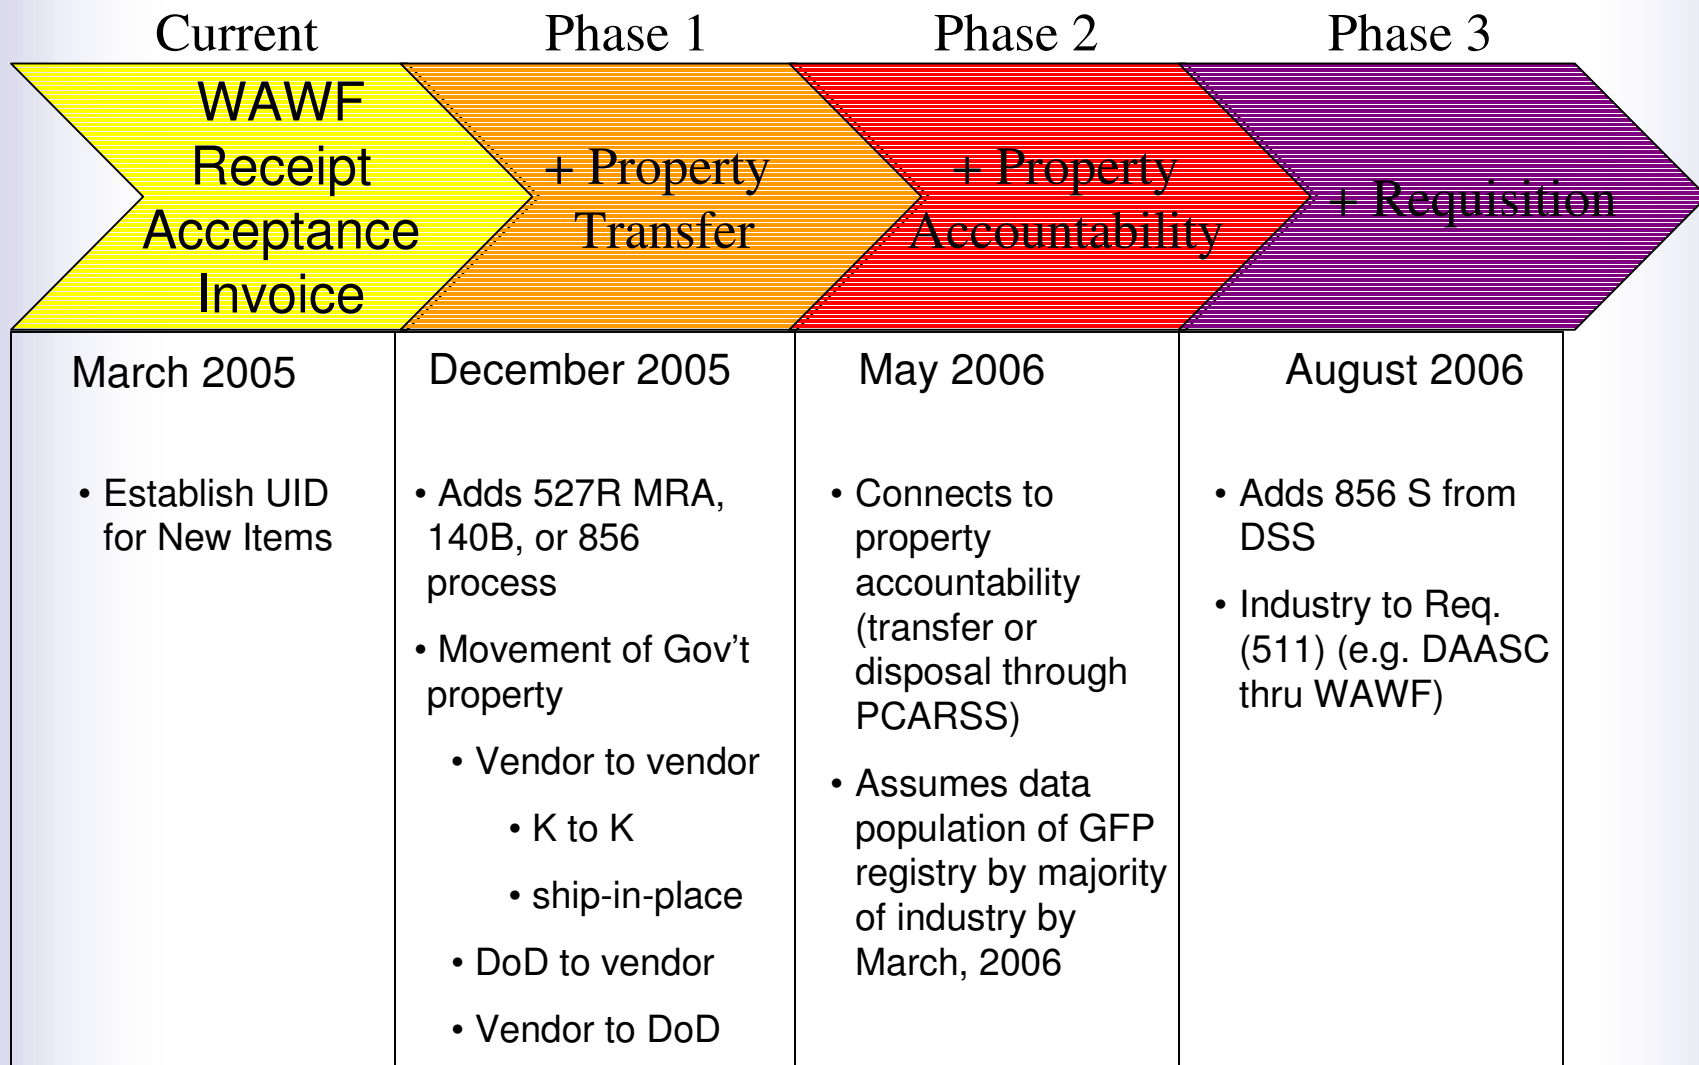 Current
Phase 1
Phase 2
Phase 3
WAWF
Receipt
Acceptance
Invoice
+ Property
Transfer
+ Property
Accountability
+ Requisition
March 2005
• Establish UID
for New Items
December 2005
• Adds 527R MRA,
140B, or 856
process
• Movement of Gov’t
property
• Vendor to vendor
• K to K
• ship-in-place
• DoD to vendor
• Vendor to DoD
May 2006
• Connects to
property
accountability
(transfer or
disposal through
PCARSS)
• Assumes data
population of GFP
registry by majority
of industry by
March, 2006
August 2006
• Adds 856 S from
DSS
• Industry to Req.
(511) (e.g. DAASC
thru WAWF)